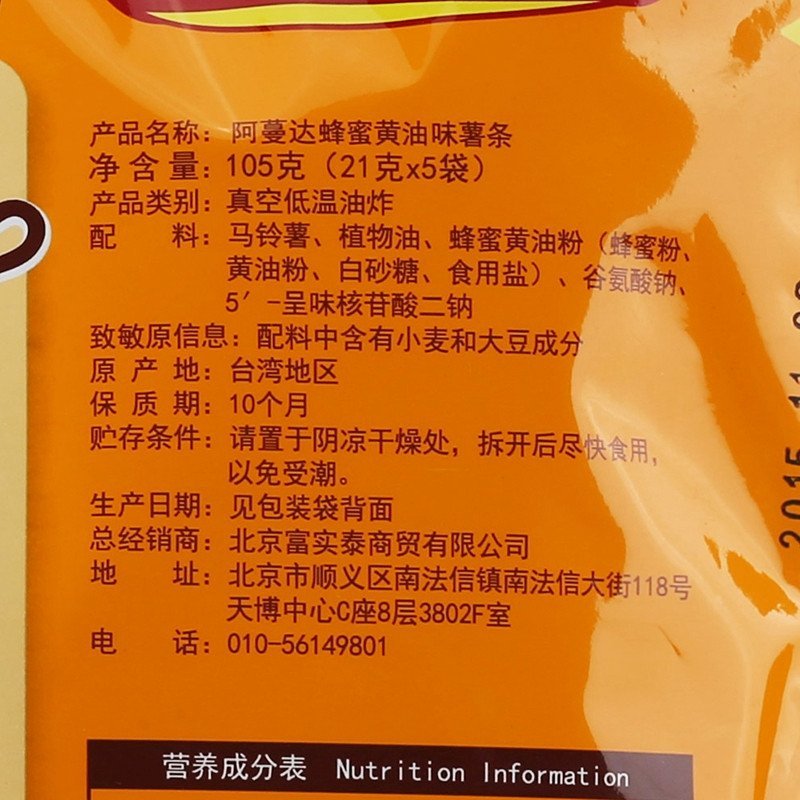 产品名称：阿蔓达蜂蜜黄油味薯条
净含量：105克（21克x5袋）
产品类别：真空低温油炸
配料：马铃薯、植物油、蜂蜜黄油粉（蜂蜜粉、
黄油粉、白砂糖、食用盐）、谷氨酸钠、
5′-呈味核苷酸二钠
致敏原信息：配料中含有小麦和大豆成分
原产地：台湾地区
保质期：10个月
贮存条件：请置于阴凉干燥处，拆开后尽快食用，
以免受潮。
生产日期：见包装袋背面
总经销商：北京富实泰商贸有限公司
地址：北京市顺义区南法信镇南法信大街118号
天博中心C座8层3802F室
电话：010-56149801
营养成分表 Nutrition Information
2015